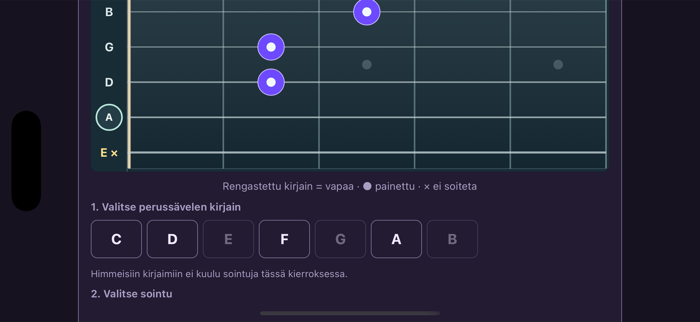 B
G
D
A
E ×
Rengastettu kirjain = vapaa · ● painettu · × ei soiteta
1. Valitse perussävelen kirjain
C D E F G A B
Himmeisiin kirjaimiin ei kuulu sointuja tässä kierroksessa.
2. Valitse sointu